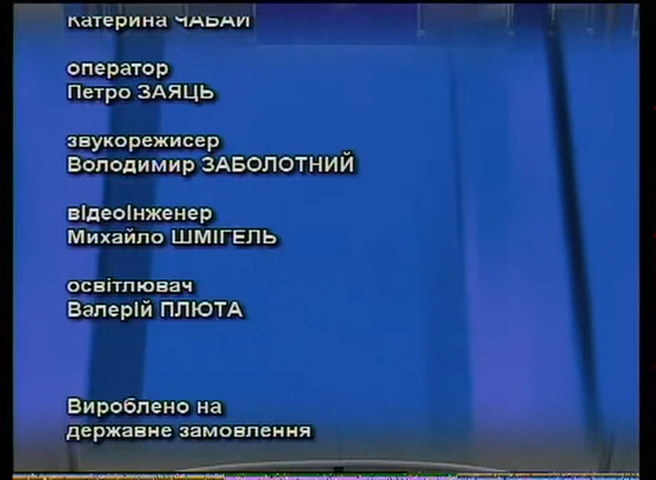 Катерина ЧАБАЙ
оператор
Петро ЗАЯЦЬ
звукорежисер
Володимир ЗАБОЛОТНИЙ
відеоінженер
Михайло ШМІГЕЛЬ
освітлювач
Валерій ПЛЮТА
Вироблено на
державне замовлення